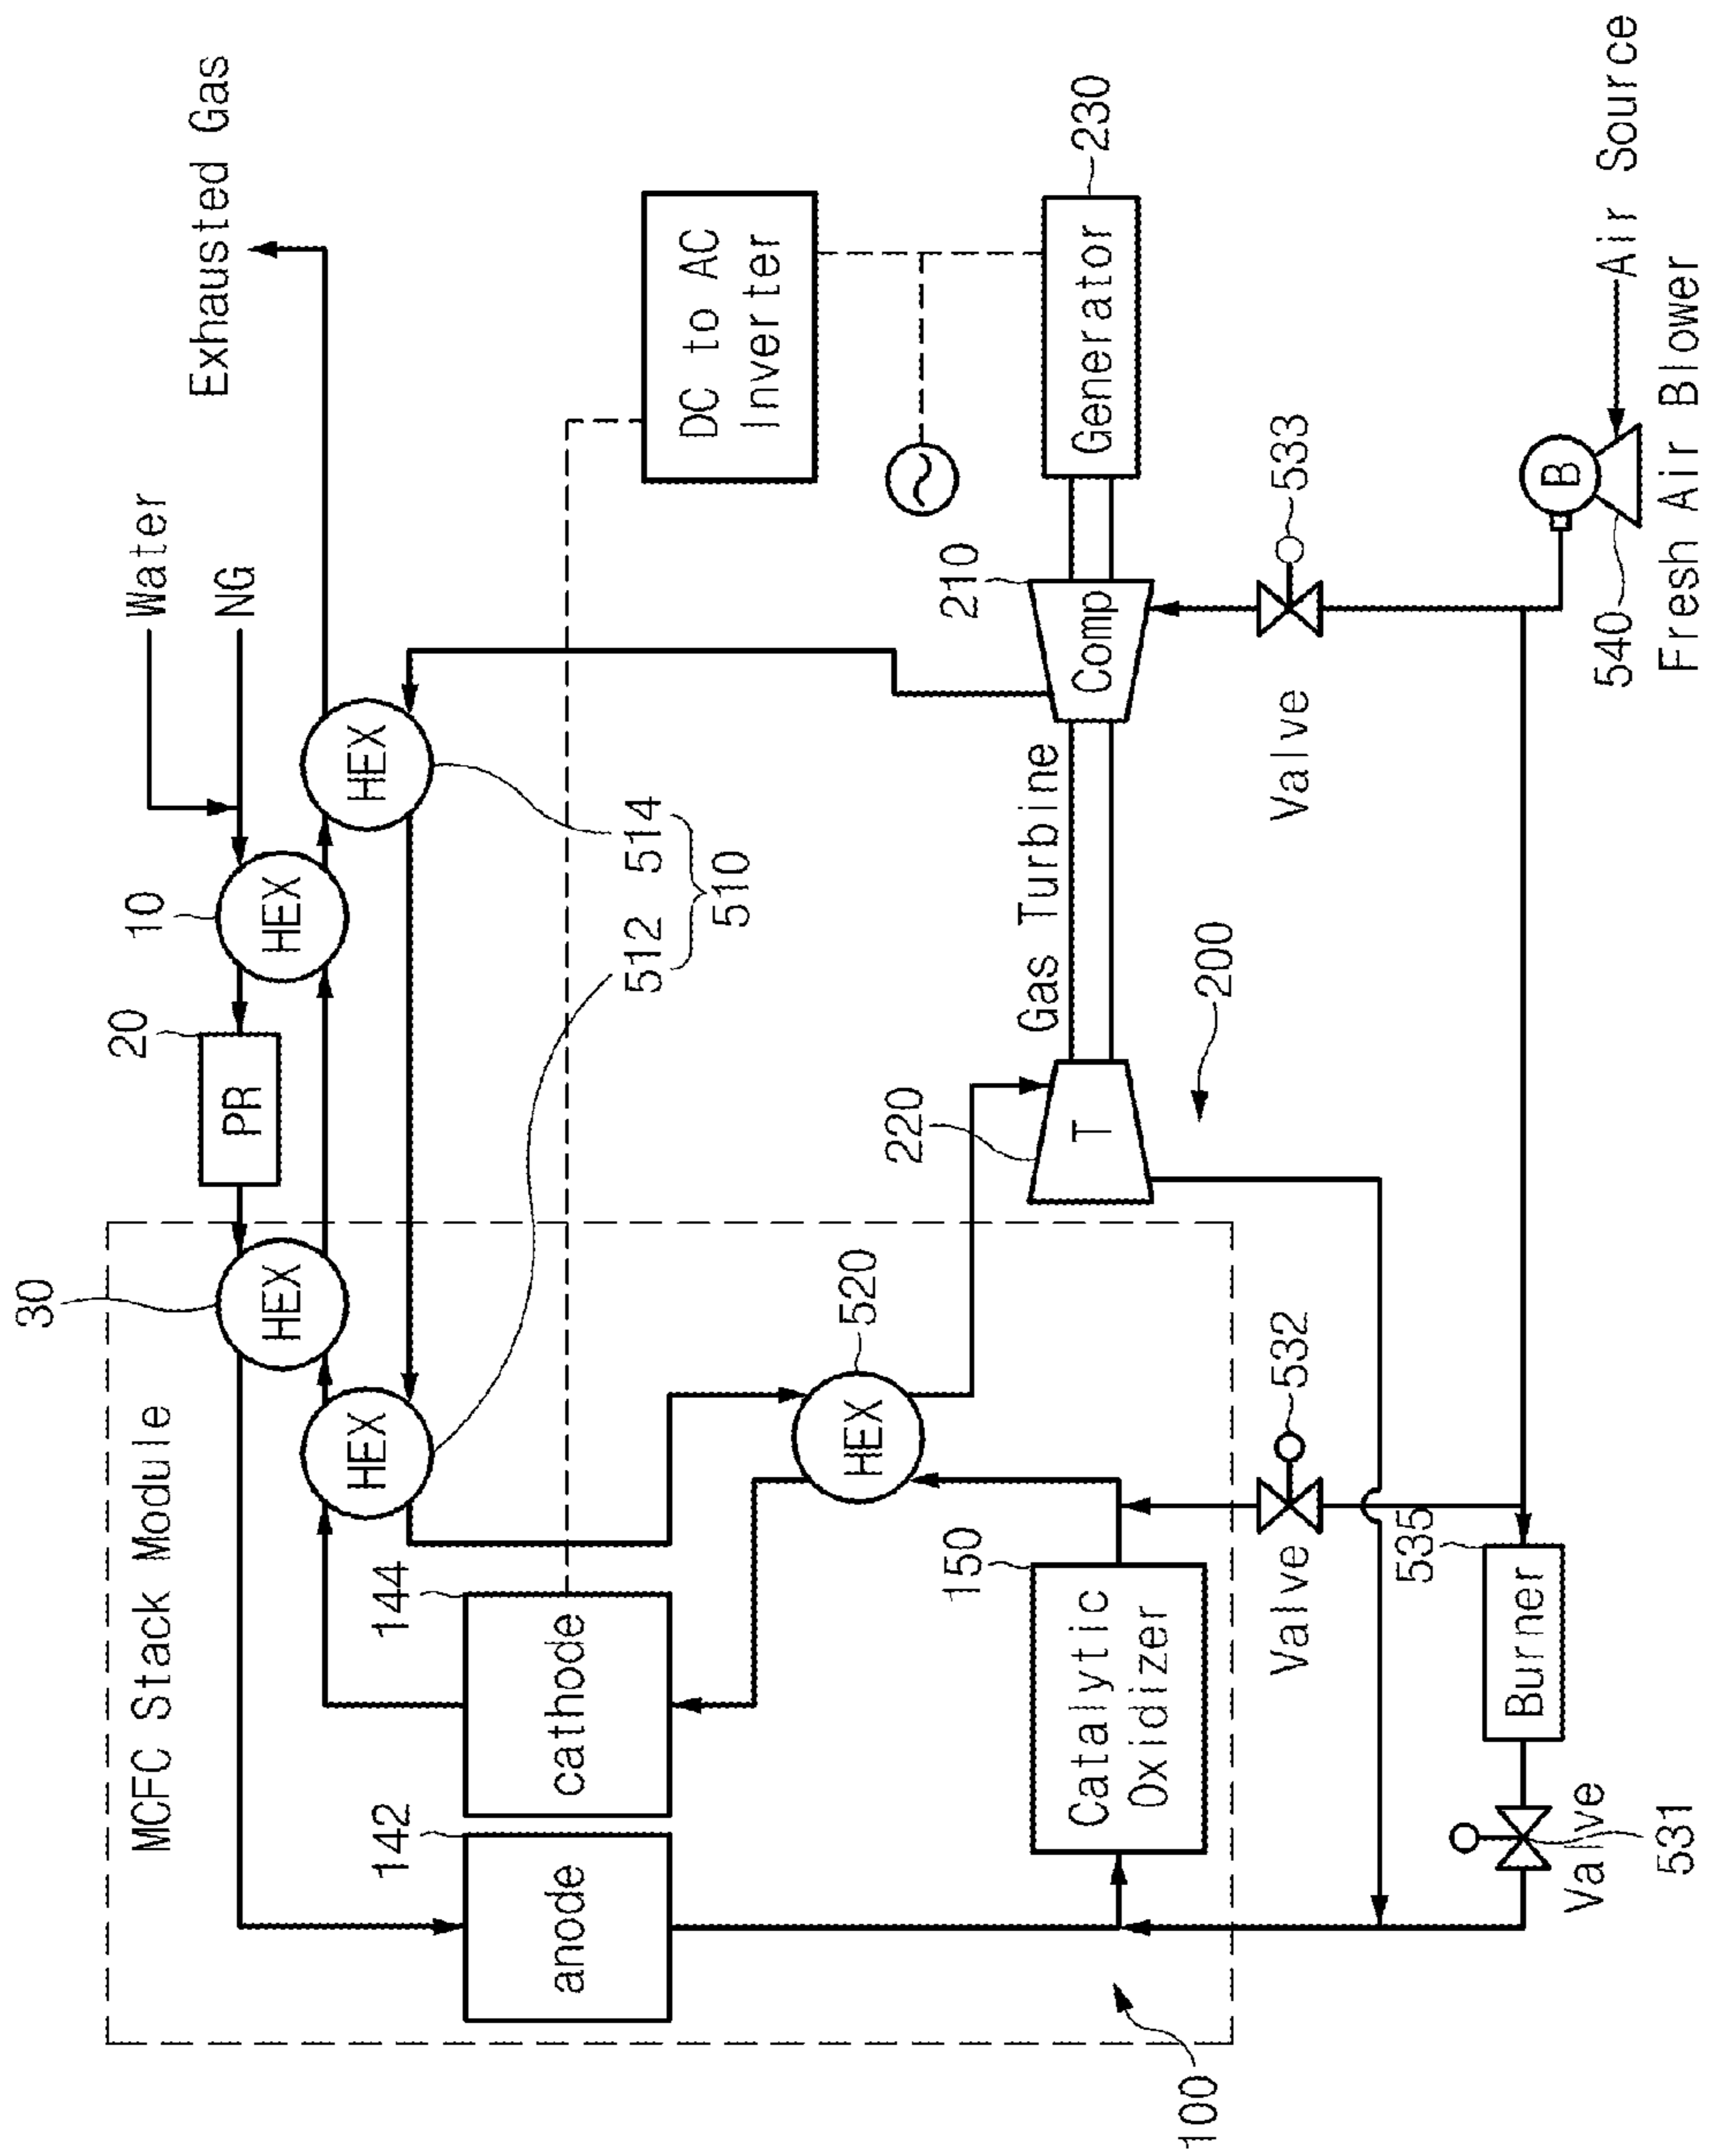 MCFC Stack Module
30
20
10
Water
NG
Exhausted Gas
HEX
PR
HEX
HEX
HEX
142
144
anode
cathode
512 514
510
DC to AC
Inverter
HEX
520
150
Catalytic
Oxidizer
220
T
Gas Turbine
210
Comp
Generator
230
200
100
532
Valve
533
Valve
535
Burner
531
Valve
B
540
Fresh Air Blower
Air Source